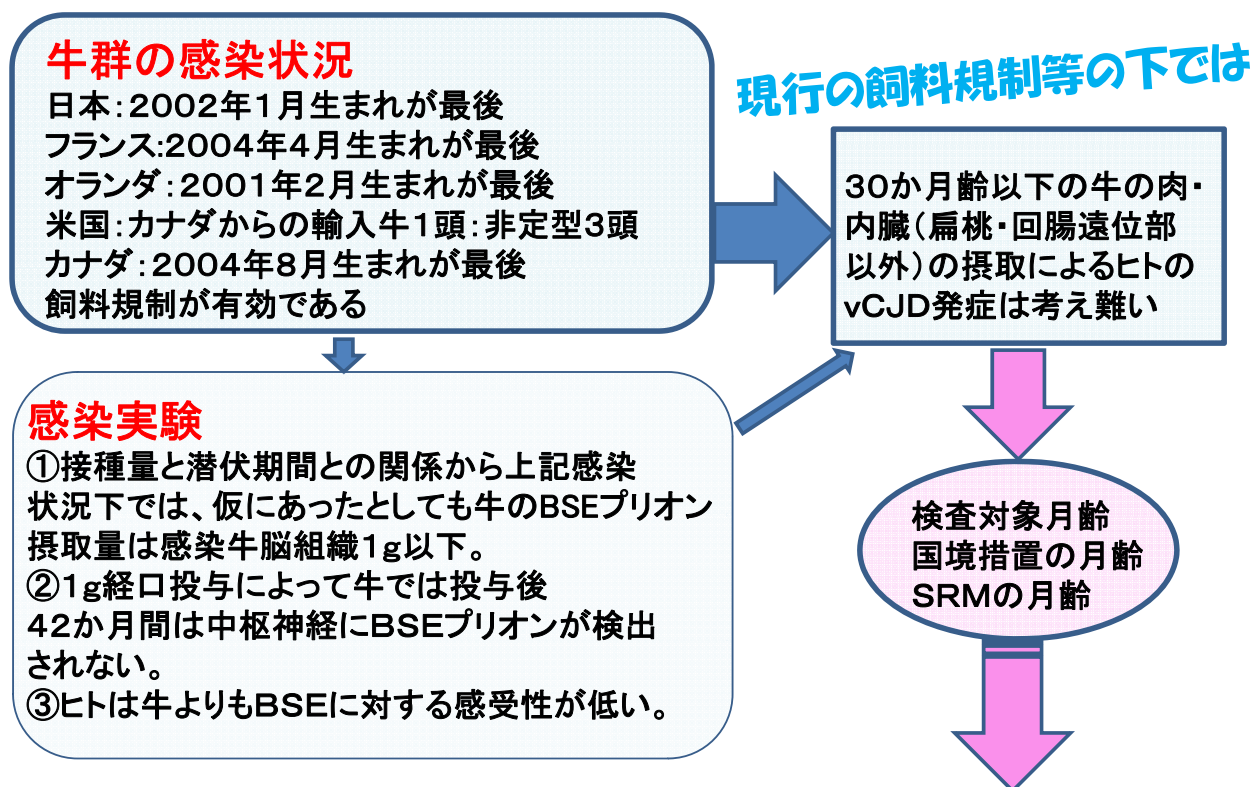 牛群の感染状況
日本：２００２年１月生まれが最後
フランス:２００４年４月生まれが最後
オランダ：２００１年２月生まれが最後
米国：カナダからの輸入牛１頭：非定型３頭
カナダ：２００４年８月生まれが最後
飼料規制が有効である
現行の飼料規制等の下では
３０か月齢以下の牛の肉・
内臓（扁桃・回腸遠位部
以外）の摂取によるヒトの
vＣＪＤ発症は考え難い
感染実験
①接種量と潜伏期間との関係から上記感染
状況下では、仮にあったとしても牛のBSEプリオン
摂取量は感染牛脳組織１ｇ以下。
②１ｇ経口投与によって牛では投与後
４２か月間は中枢神経にＢＳＥプリオンが検出
されない。
③ヒトは牛よりもＢＳＥに対する感受性が低い。
検査対象月齢
国境措置の月齢
ＳＲＭの月齢